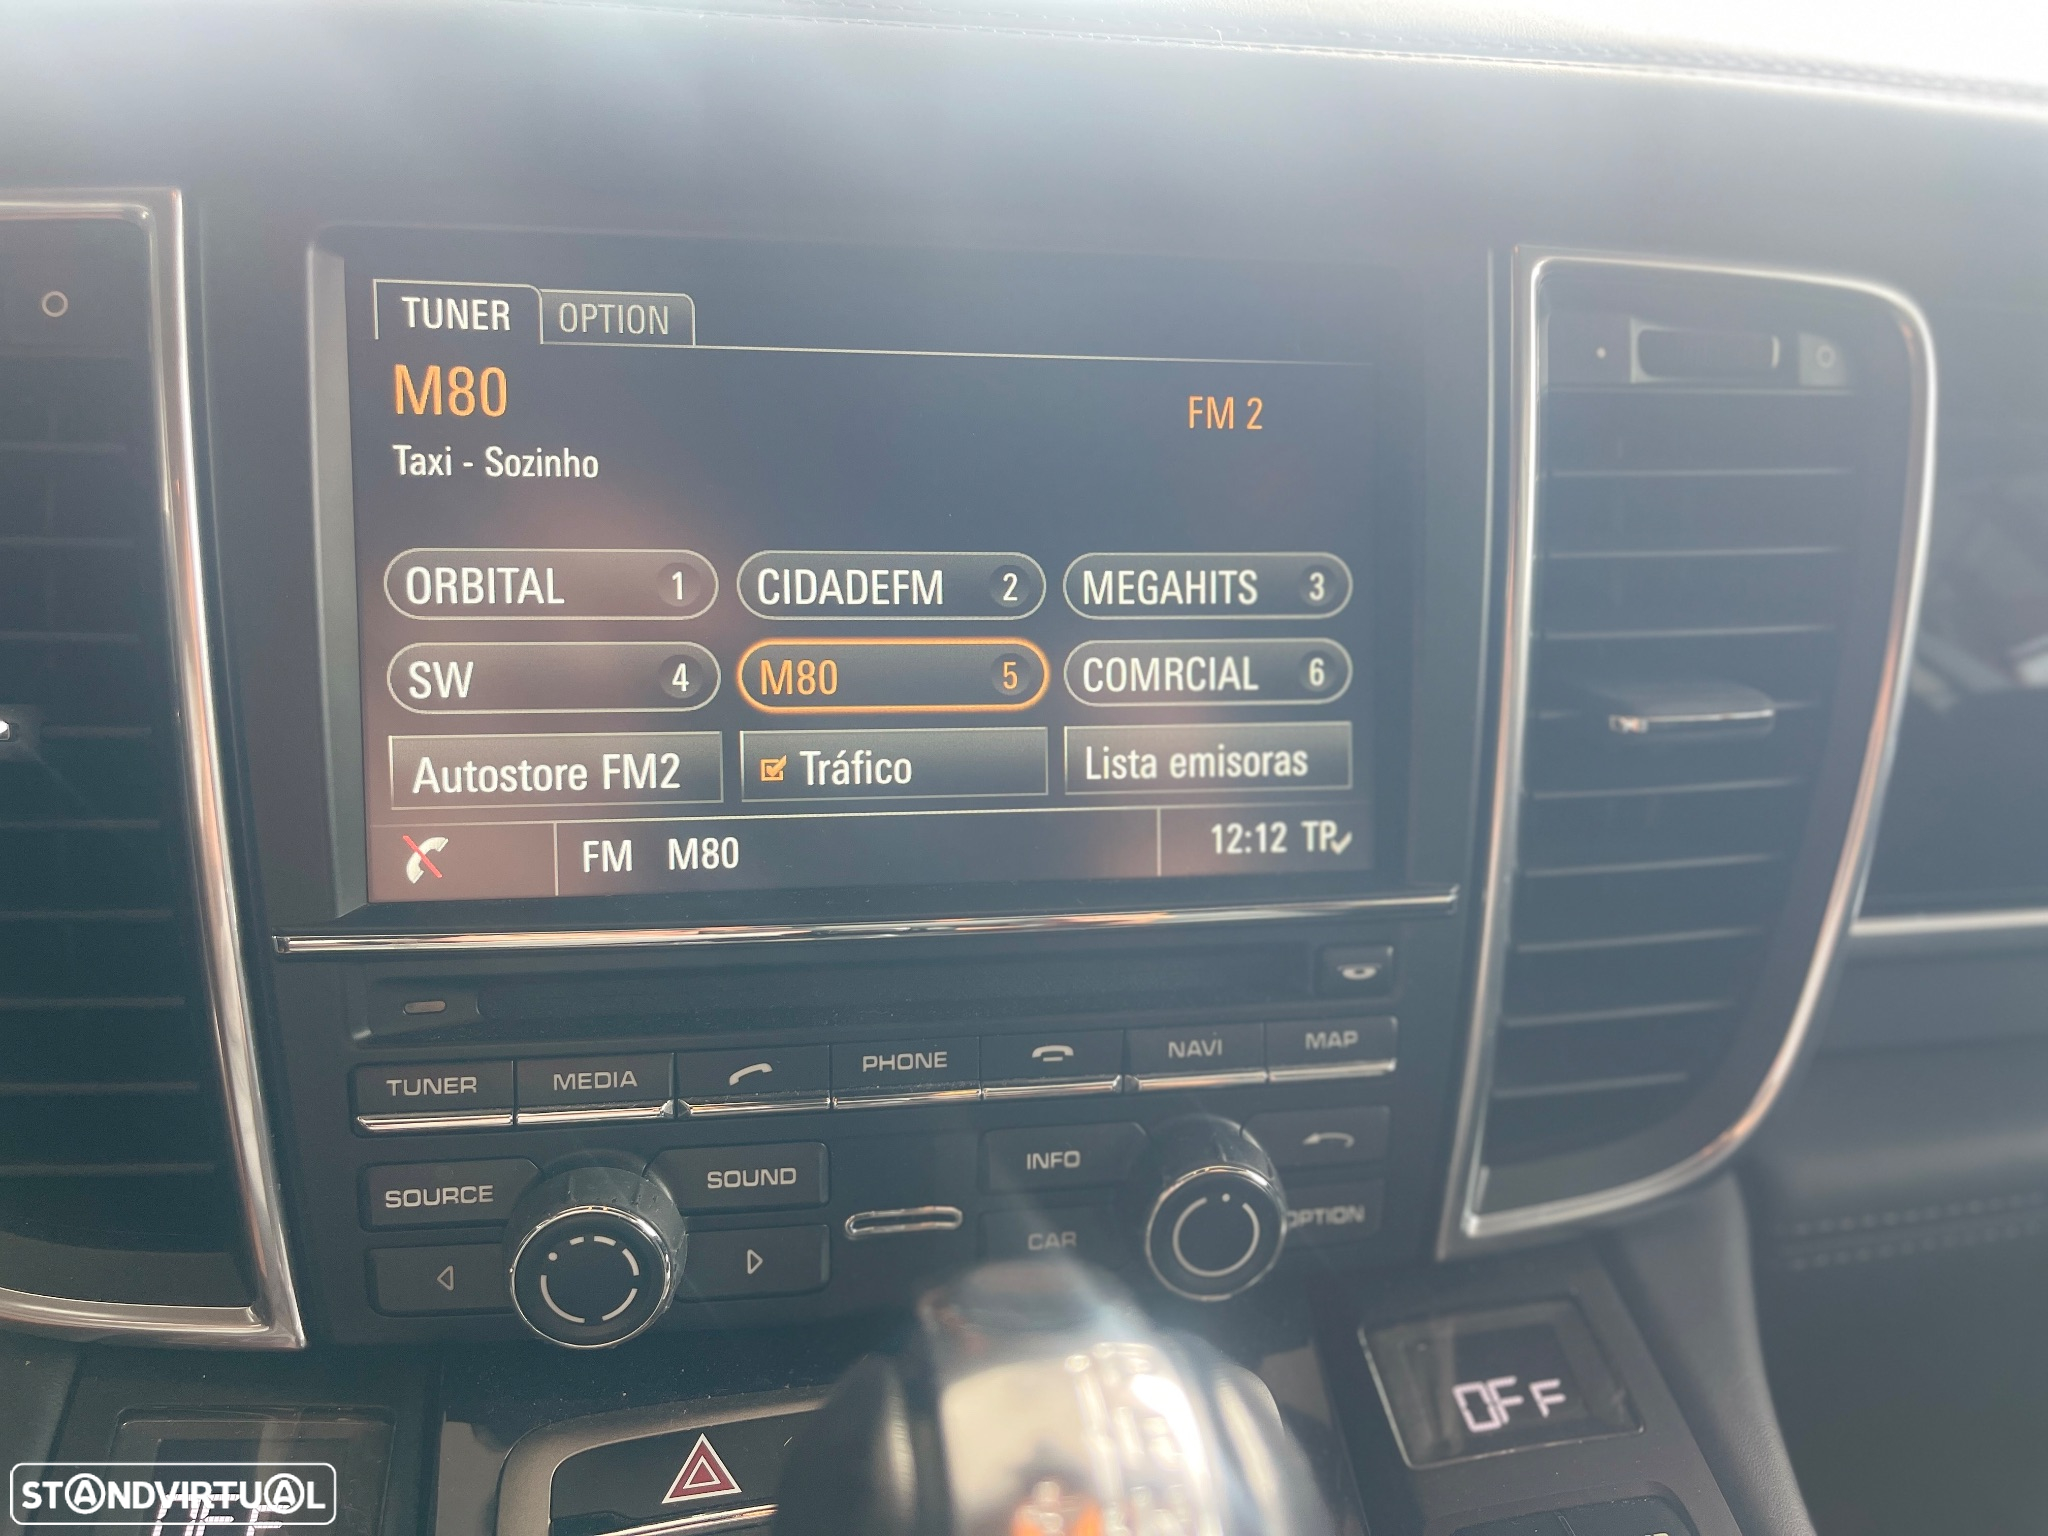 TUNER OPTION
M80
FM 2
Taxi - Sozinho
ORBITAL 1 CIDADEFM 2 MEGAHITS 3
SW 4 M80 5 COMRCIAL 6
Autostore FM2 Tráfico Lista emisoras
FM M80 12:12 TP
TUNER MEDIA PHONE NAVI MAP
SOURCE SOUND INFO
CAR OPTION
OFF
OFF
STANDVIRTUAL